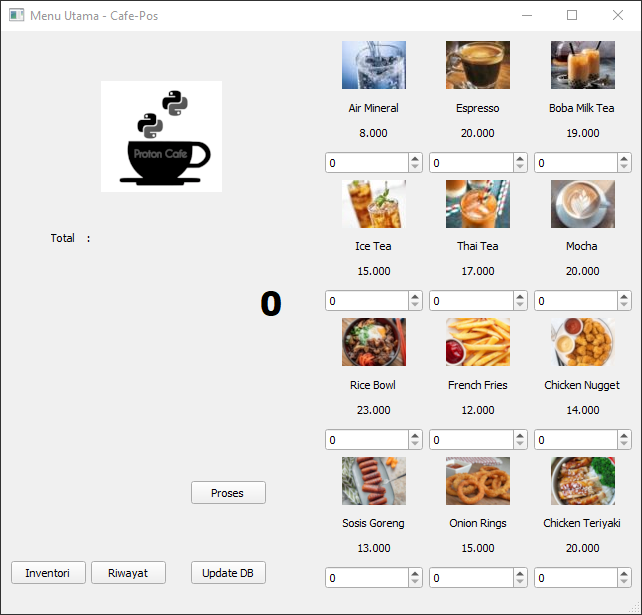 Menu Utama - Cafe-Pos
Proton Cafe
Total :
0
Proses
Inventori Riwayat Update DB
Air Mineral Espresso Boba Milk Tea
8.000 20.000 19.000
0 0 0
Ice Tea Thai Tea Mocha
15.000 17.000 20.000
0 0 0
Rice Bowl French Fries Chicken Nugget
23.000 12.000 14.000
0 0 0
Sosis Goreng Onion Rings Chicken Teriyaki
13.000 15.000 20.000
0 0 0